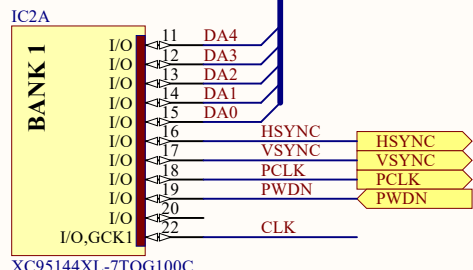 IC2A
BANK 1
I/O 11 DA4
I/O 12 DA3
I/O 13 DA2
I/O 14 DA1
I/O 15 DA0
I/O 16 HSYNC HSYNC
I/O 17 VSYNC VSYNC
I/O 18 PCLK PCLK
I/O 19 PWDN PWDN
I/O 20
I/O,GCK1 22 CLK
XC95144XL-7TQG100C